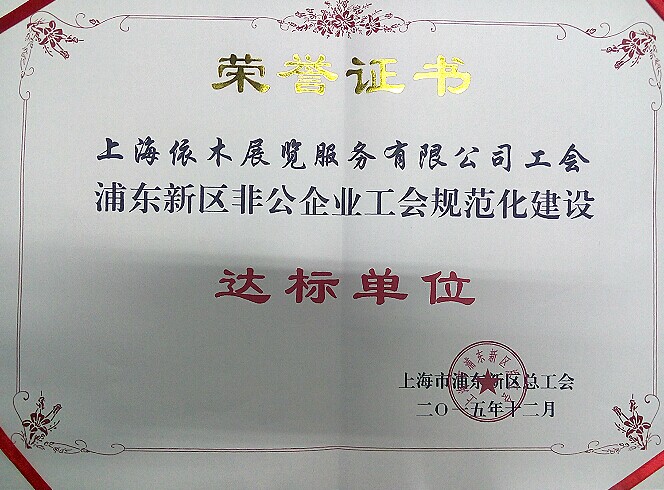 荣誉证书
上海依木展览服务有限公司工会
浦东新区非公企业工会规范化建设
达标单位
上海市浦东新区总工会
二〇一五年十二月